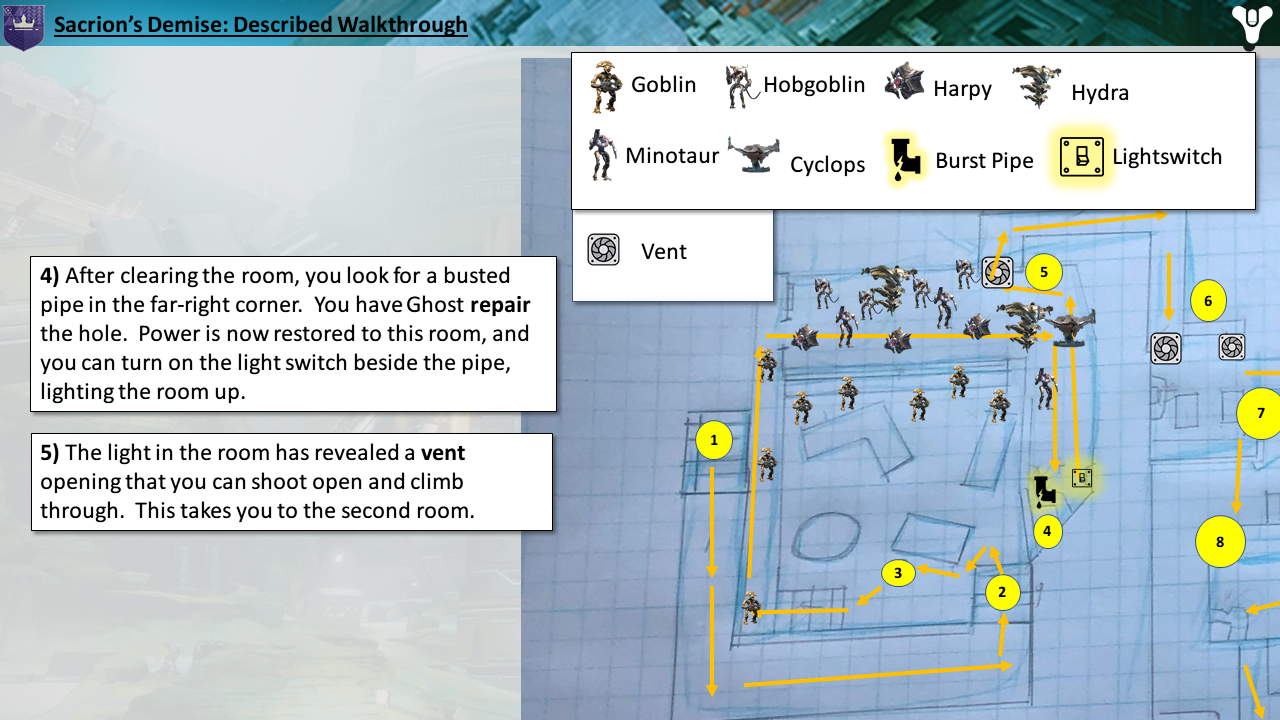 Sacrion’s Demise: Described Walkthrough
Goblin
Hobgoblin
Harpy
Hydra
Minotaur
Cyclops
Burst Pipe
Lightswitch
Vent
4) After clearing the room, you look for a busted
pipe in the far-right corner.  You have Ghost repair
the hole.  Power is now restored to this room, and
you can turn on the light switch beside the pipe,
lighting the room up.
5) The light in the room has revealed a vent
opening that you can shoot open and climb
through.  This takes you to the second room.
5
6
7
1
4
8
3
2